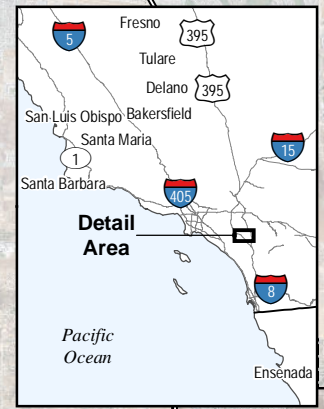 Fresno
5
395
Tulare
Delano
395
San Luis Obispo
Bakersfield
Santa Maria
1
15
Santa Barbara
405
Detail
Area
8
Pacific
Ocean
Ensenada